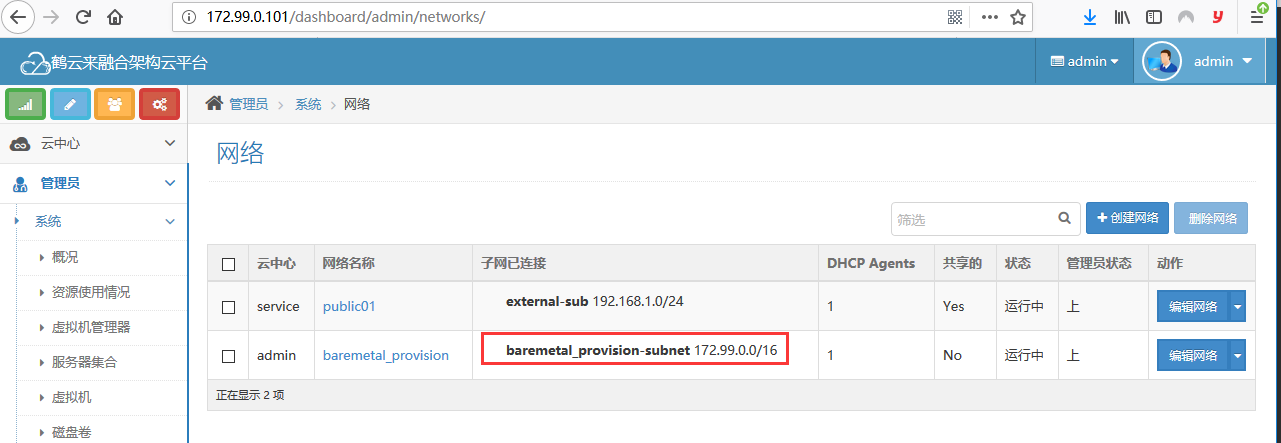 172.99.0.101/dashboard/admin/networks/
鹤云来融合架构云平台
admin
admin
管理员 > 系统 > 网络
云中心
管理员
系统
概况
资源使用情况
虚拟机管理器
服务器集合
虚拟机
磁盘卷
网络
筛选
创建网络
删除网络
云中心 网络名称 子网已连接 DHCP Agents 共享的 状态 管理员状态 动作
service public01 external-sub 192.168.1.0/24 1 Yes 运行中 上 编辑网络
admin baremetal_provision baremetal_provision-subnet 172.99.0.0/16 1 No 运行中 上 编辑网络
正在显示 2 项